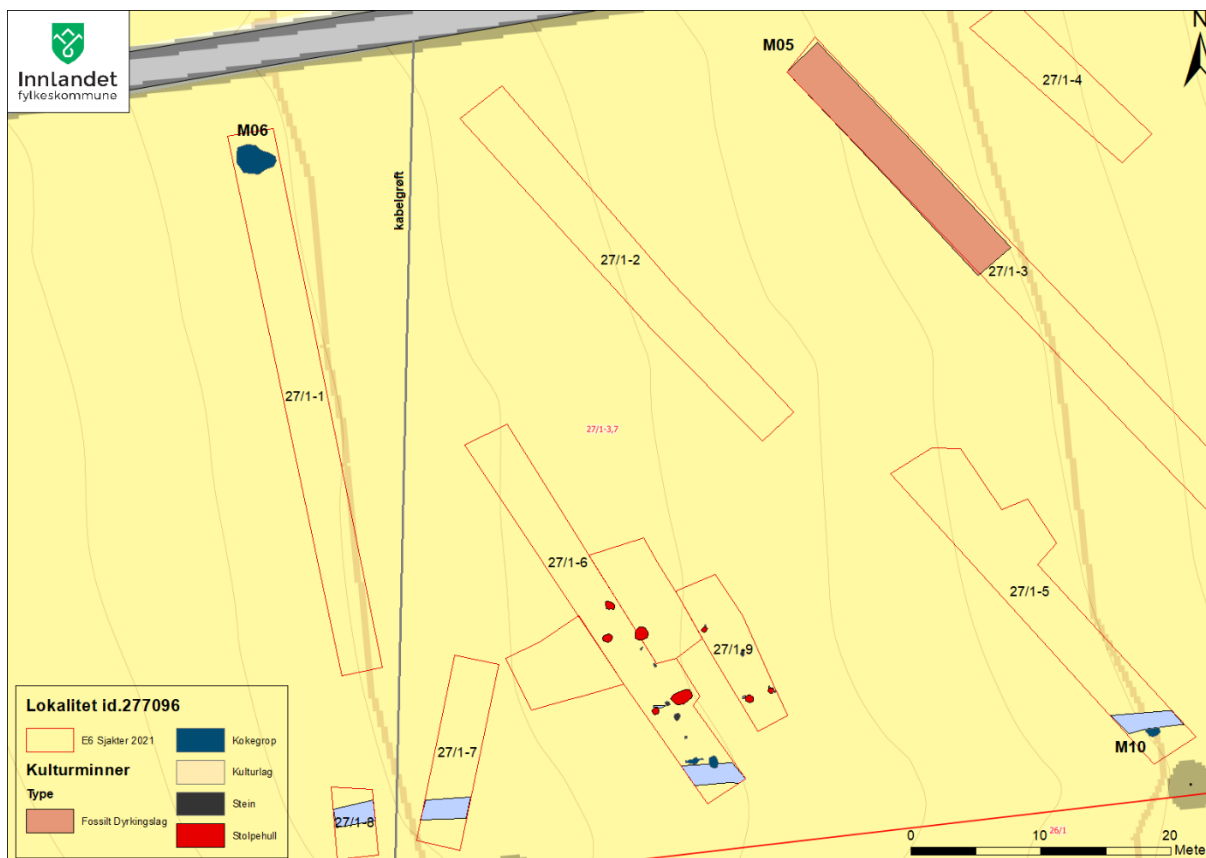 Innlandet
fylkeskommune
M05
N
27/1-4
M06
kabelgrøft
27/1-2
27/1-3
27/1-1
27/1-3,7
27/1-6
27/1-5
27/1-9
27/1-7
M10
27/1-8
Lokalitet id.277096
E6 Sjakter 2021
Kulturminner
Type
Fossilt Dyrkingslag
Kokegrop
Kulturlag
Stein
Stolpehull
26/1
0 10 20
Mete